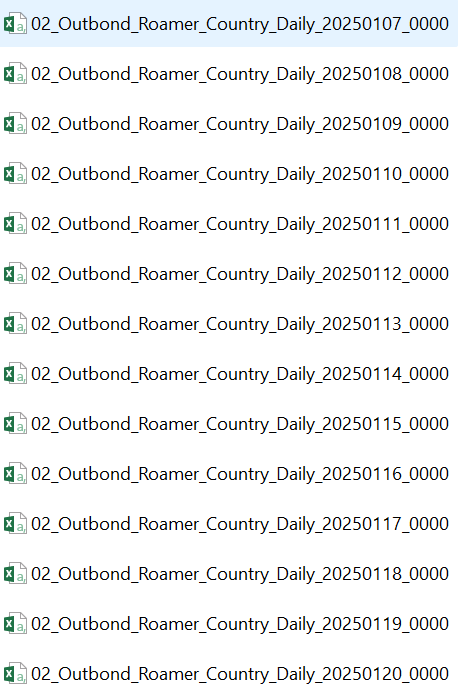 02_Outbond_Roamer_Country_Daily_20250107_0000
02_Outbond_Roamer_Country_Daily_20250108_0000
02_Outbond_Roamer_Country_Daily_20250109_0000
02_Outbond_Roamer_Country_Daily_20250110_0000
02_Outbond_Roamer_Country_Daily_20250111_0000
02_Outbond_Roamer_Country_Daily_20250112_0000
02_Outbond_Roamer_Country_Daily_20250113_0000
02_Outbond_Roamer_Country_Daily_20250114_0000
02_Outbond_Roamer_Country_Daily_20250115_0000
02_Outbond_Roamer_Country_Daily_20250116_0000
02_Outbond_Roamer_Country_Daily_20250117_0000
02_Outbond_Roamer_Country_Daily_20250118_0000
02_Outbond_Roamer_Country_Daily_20250119_0000
02_Outbond_Roamer_Country_Daily_20250120_0000